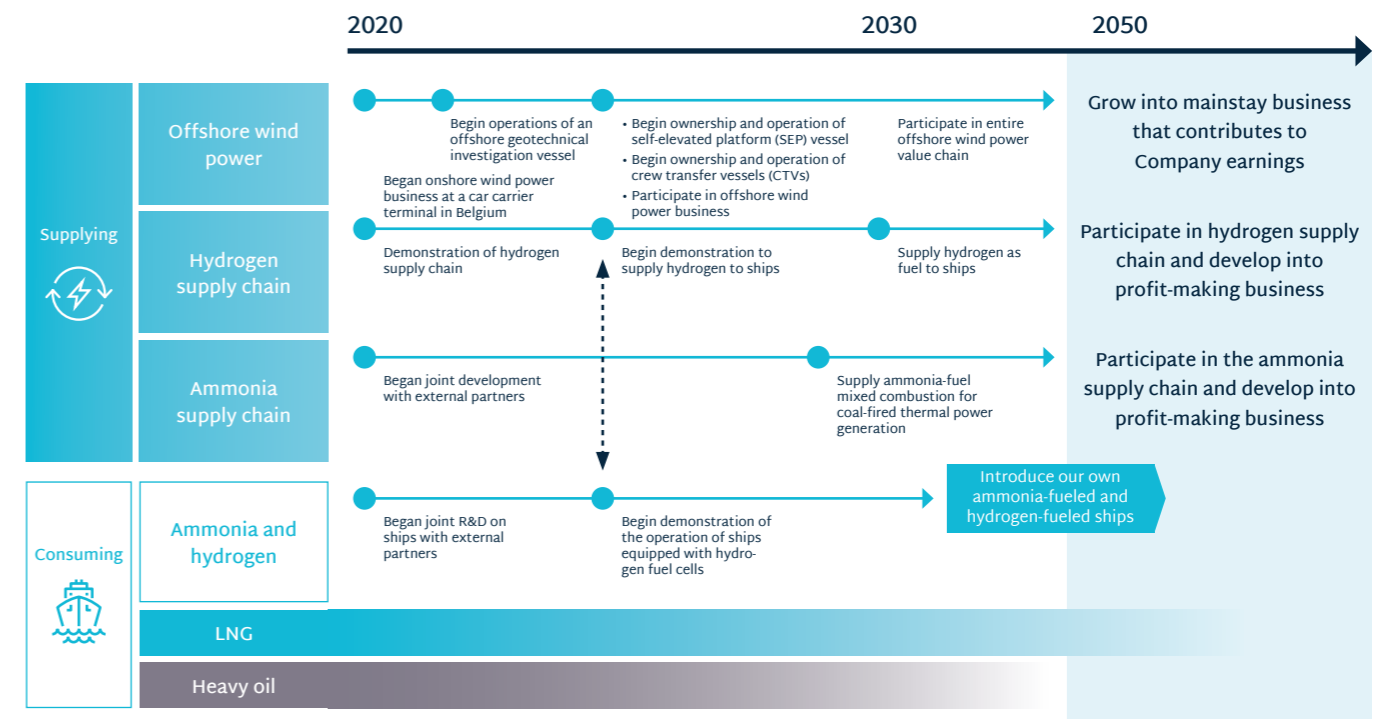 2020
2030
2050
Supplying
Offshore wind
power
Begin operations of an
offshore geotechnical
investigation vessel
Began onshore wind power
business at a car carrier
terminal in Belgium
• Begin ownership and operation of
self-elevated platform (SEP) vessel
• Begin ownership and operation of
crew transfer vessels (CTVs)
• Participate in offshore wind
power business
Participate in entire
offshore wind power
value chain
Grow into mainstay business
that contributes to
Company earnings
Hydrogen
supply chain
Demonstration of hydrogen
supply chain
Begin demonstration to
supply hydrogen to ships
Supply hydrogen as
fuel to ships
Participate in hydrogen supply
chain and develop into
profit-making business
Ammonia
supply chain
Began joint development
with external partners
Supply ammonia-fuel
mixed combustion for
coal-fired thermal power
generation
Participate in the ammonia
supply chain and develop into
profit-making business
Consuming
Ammonia and
hydrogen
Began joint R&D on
ships with external
partners
Begin demonstration of
the operation of ships
equipped with hydro-
gen fuel cells
Introduce our own
ammonia-fueled and
hydrogen-fueled ships
LNG
Heavy oil